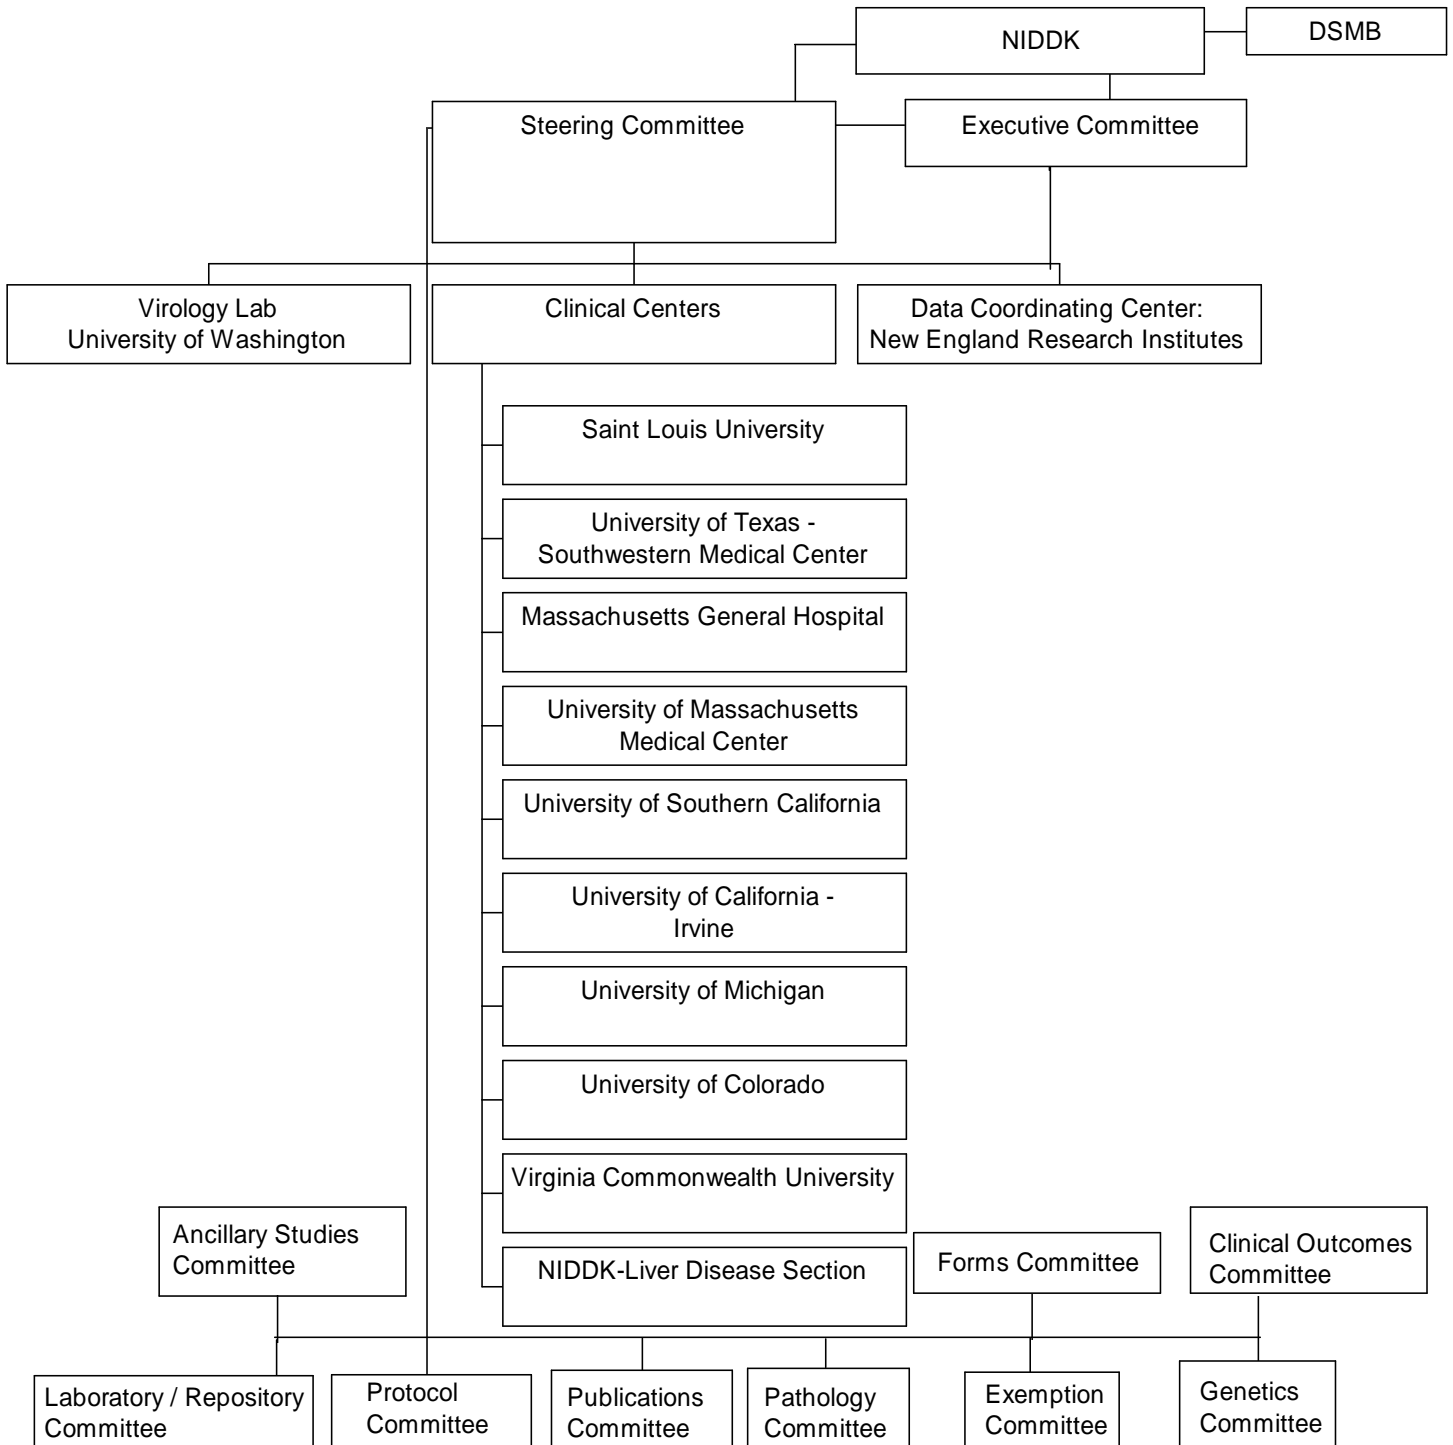 NIDDK
DSMB
Steering Committee
Executive Committee
Virology Lab
University of Washington
Clinical Centers
Data Coordinating Center:
New England Research Institutes
Saint Louis University
University of Texas -
Southwestern Medical Center
Massachusetts General Hospital
University of Massachusetts
Medical Center
University of Southern California
University of California -
Irvine
University of Michigan
University of Colorado
Virginia Commonwealth University
NIDDK-Liver Disease Section
Ancillary Studies
Committee
Forms Committee
Clinical Outcomes
Committee
Laboratory / Repository
Committee
Protocol
Committee
Publications
Committee
Pathology
Committee
Exemption
Committee
Genetics
Committee